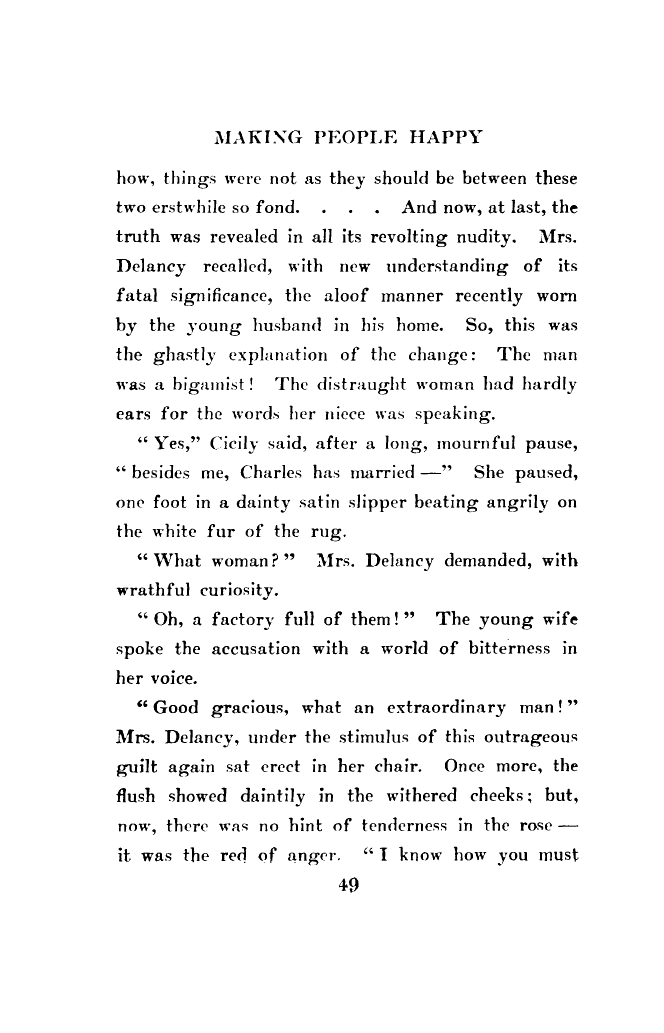 MAKING PEOPLE HAPPY
how, things were not as they should be between these
two erstwhile so fond. . . . And now, at last, the
truth was revealed in all its revolting nudity. Mrs.
Delancy recalled, with new understanding of its
fatal significance, the aloof manner recently worn
by the young husband in his home. So, this was
the ghastly explanation of the change: The man
was a bigamist! The distraught woman had hardly
ears for the words her niece was speaking.
“Yes,” Cicily said, after a long, mournful pause,
“besides me, Charles has married—” She paused,
one foot in a dainty satin slipper beating angrily on
the white fur of the rug.
“What woman?” Mrs. Delancy demanded, with
wrathful curiosity.
“Oh, a factory full of them!” The young wife
spoke the accusation with a world of bitterness in
her voice.
“Good gracious, what an extraordinary man!”
Mrs. Delancy, under the stimulus of this outrageous
guilt again sat erect in her chair. Once more, the
flush showed daintily in the withered cheeks; but,
now, there was no hint of tenderness in the rose—
it was the red of anger. “I know how you must
49